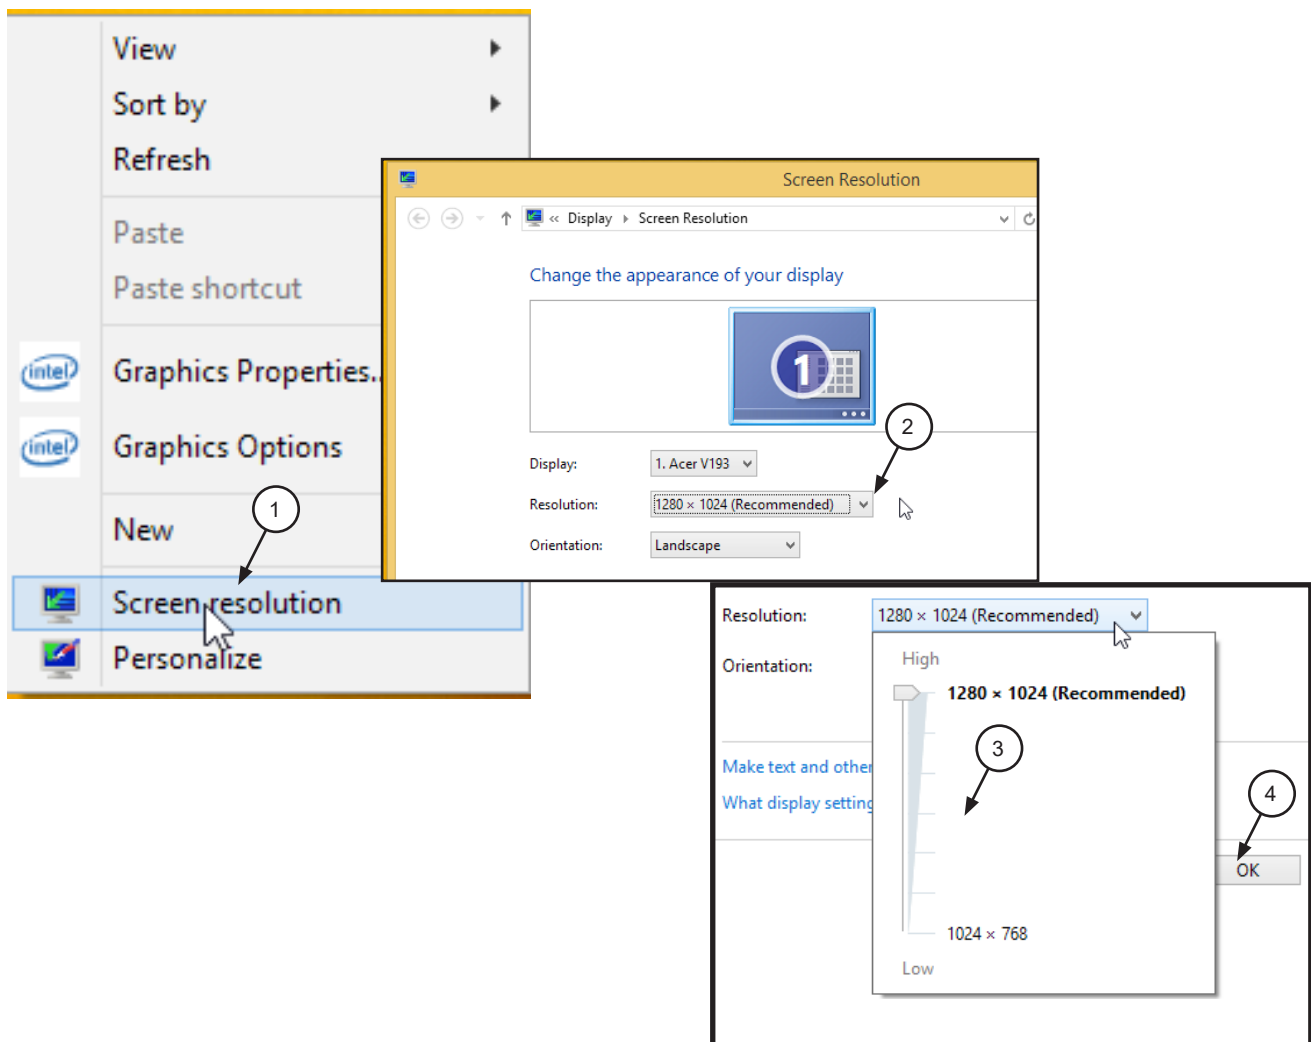 View
Sort by
Refresh
Paste
Paste shortcut
intel
Graphics Properties..
intel
Graphics Options
1
New
Screen resolution
Personalize
Screen Resolution
« Display Screen Resolution
Change the appearance of your display
1
2
Display: 1. Acer V193
Resolution: 1280 × 1024 (Recommended)
Orientation: Landscape
Resolution: 1280 × 1024 (Recommended)
Orientation:
High
1280 × 1024 (Recommended)
3
Make text and other
What display setting
4
OK
1024 × 768
Low